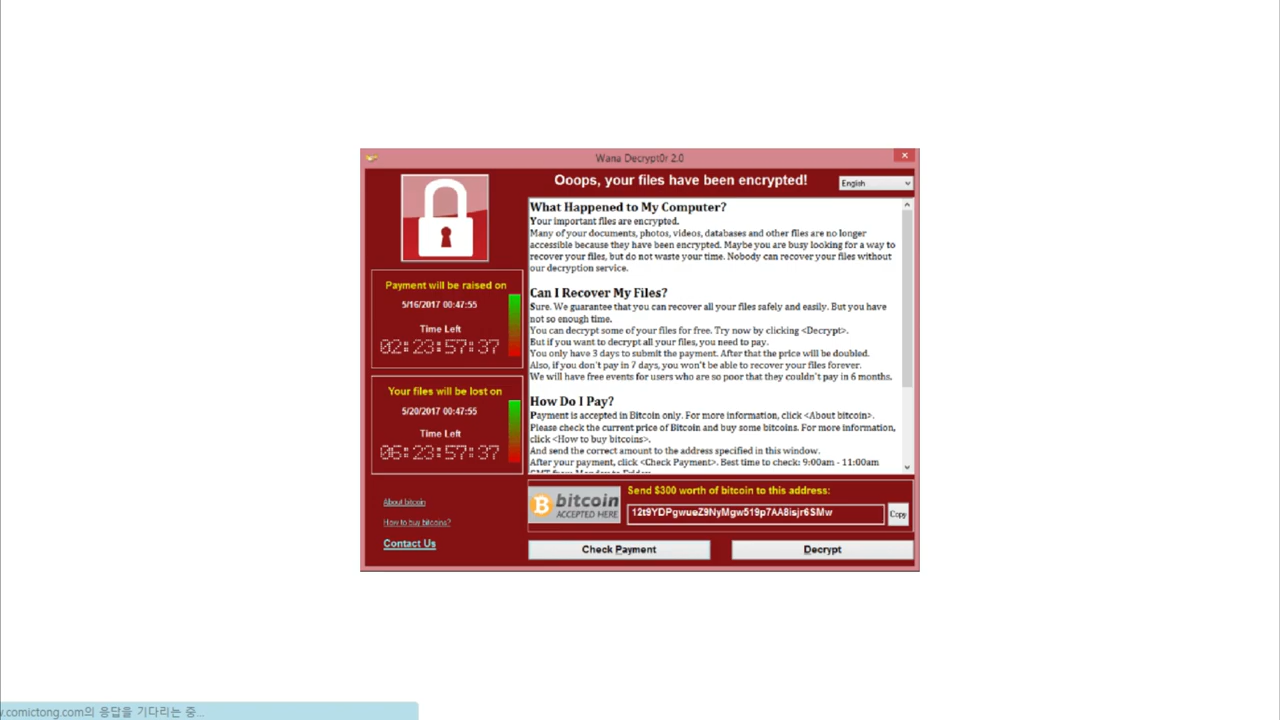 Wana Decrypt0r 2.0
Ooops, your files have been encrypted!
English
Payment will be raised on
5/16/2017 00:47:55
Time Left
02:23:57:37
Your files will be lost on
5/20/2017 00:47:55
Time Left
06:23:57:37
About bitcoin
How to buy bitcoins?
Contact Us
What Happened to My Computer?
Your important files are encrypted.
Many of your documents, photos, videos, databases and other files are no longer
accessible because they have been encrypted. Maybe you are busy looking for a way to
recover your files, but do not waste your time. Nobody can recover your files without
our decryption service.
Can I Recover My Files?
Sure. We guarantee that you can recover all your files safely and easily. But you have
not so enough time.
You can decrypt some of your files for free. Try now by clicking <Decrypt>.
But if you want to decrypt all your files, you need to pay.
You only have 3 days to submit the payment. After that the price will be doubled.
Also, if you don't pay in 7 days, you won't be able to recover your files forever.
We will have free events for users who are so poor that they couldn't pay in 6 months.
How Do I Pay?
Payment is accepted in Bitcoin only. For more information, click <About bitcoin>.
Please check the current price of Bitcoin and buy some bitcoins. For more information,
click <How to buy bitcoins>.
And send the correct amount to the address specified in this window.
After your payment, click <Check Payment>. Best time to check: 9:00am - 11:00am
GMT from Monday to Friday.
bitcoin
ACCEPTED HERE
Send $300 worth of bitcoin to this address:
12t9YDPgwueZ9NyMgw519p7AA8isjr6SMw
Copy
Check Payment
Decrypt
.comictong.com의 응답을 기다리는 중...